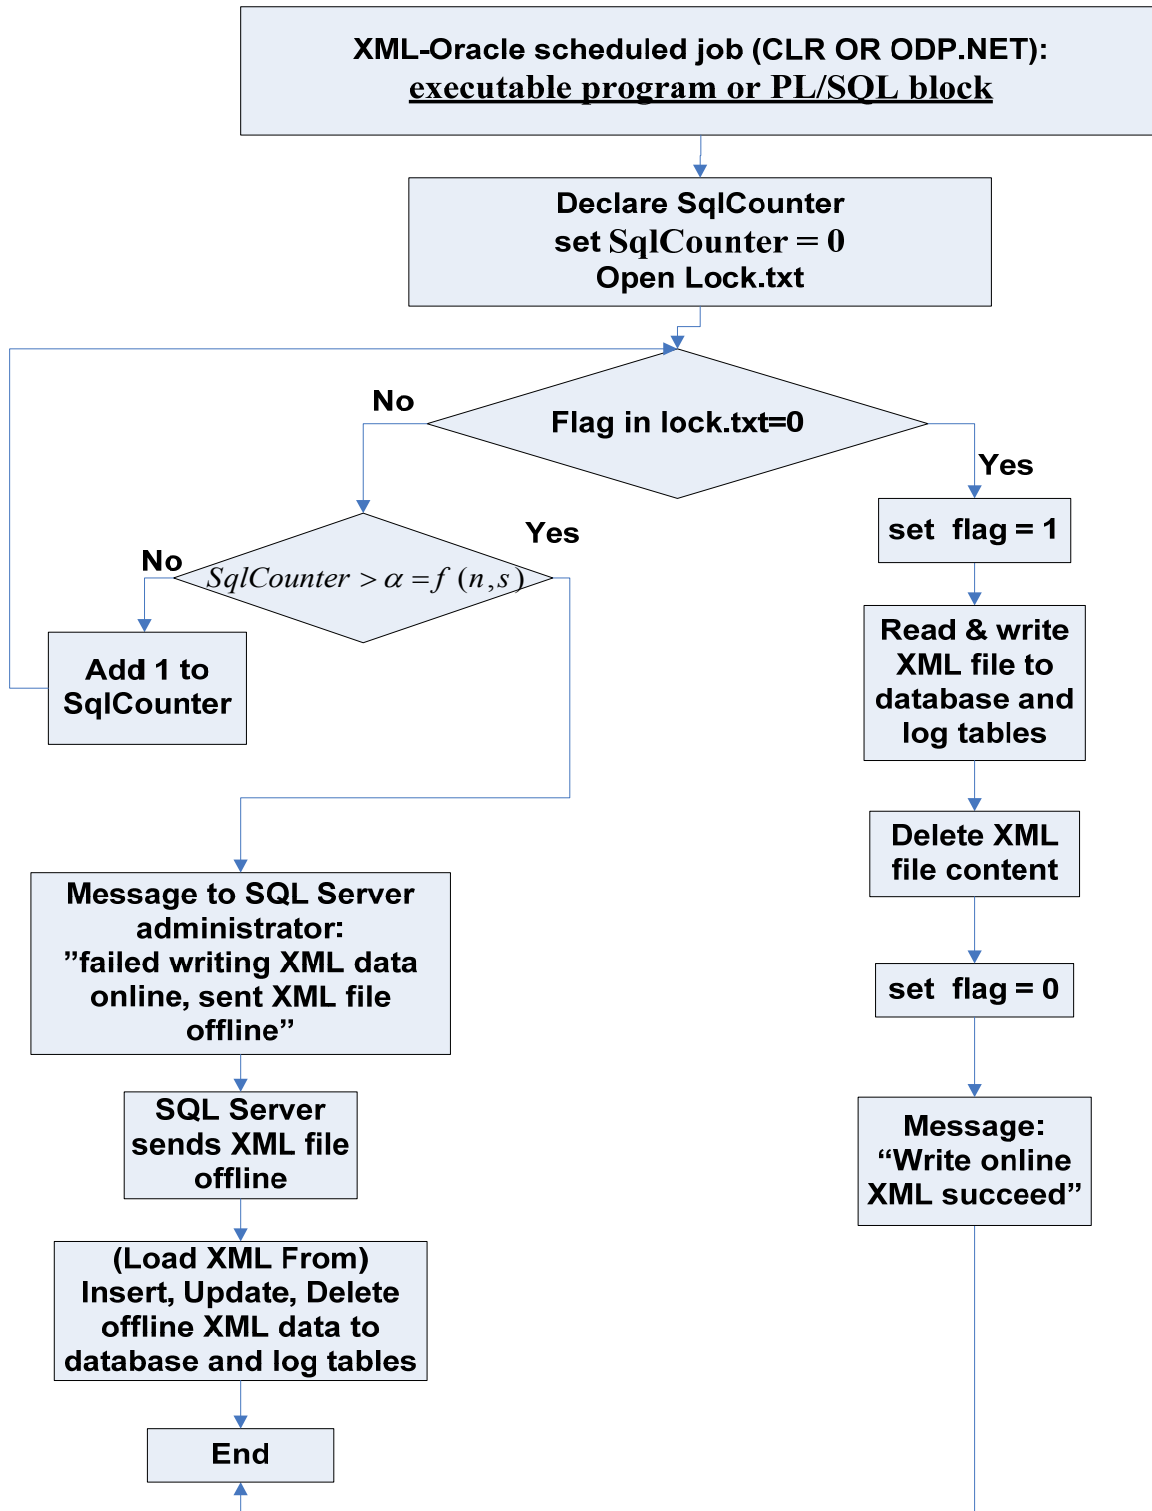 XML-Oracle scheduled job (CLR OR ODP.NET):
executable program or PL/SQL block
Declare SqlCounter
set SqlCounter = 0
Open Lock.txt
No
Flag in lock.txt=0
Yes
set flag = 1
No
Yes
SqlCounter > α = f (n,s)
Add 1 to
SqlCounter
Read & write
XML file to
database and
log tables
Delete XML
file content
Message to SQL Server
administrator:
”failed writing XML data
online, sent XML file
offline”
set flag = 0
SQL Server
sends XML file
offline
Message:
“Write online
XML succeed”
(Load XML From)
Insert, Update, Delete
offline XML data to
database and log tables
End